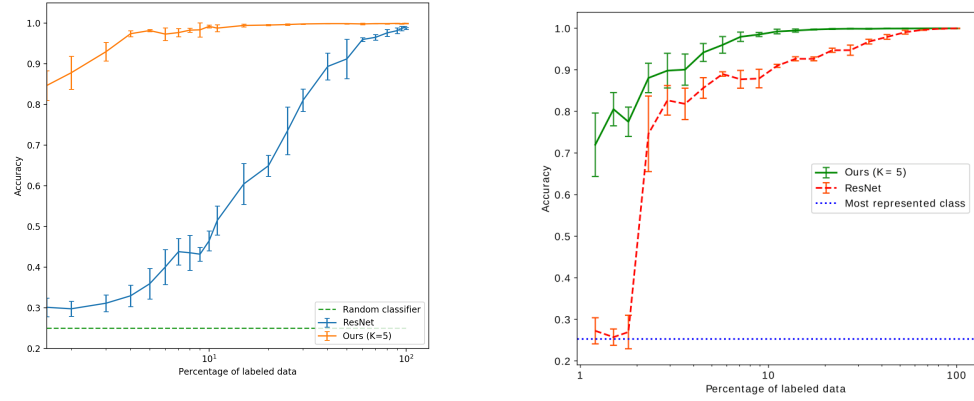 1.0
0.9
0.8
0.7
0.6
0.5
0.4
0.3
0.2
Accuracy
Random classifier
ResNet
Ours (K=5)
10¹
10²
Percentage of labeled data
1.0
0.9
0.8
0.7
0.6
0.5
0.4
0.3
0.2
Accuracy
Ours (K= 5)
ResNet
Most represented class
1
10
100
Percentage of labeled data